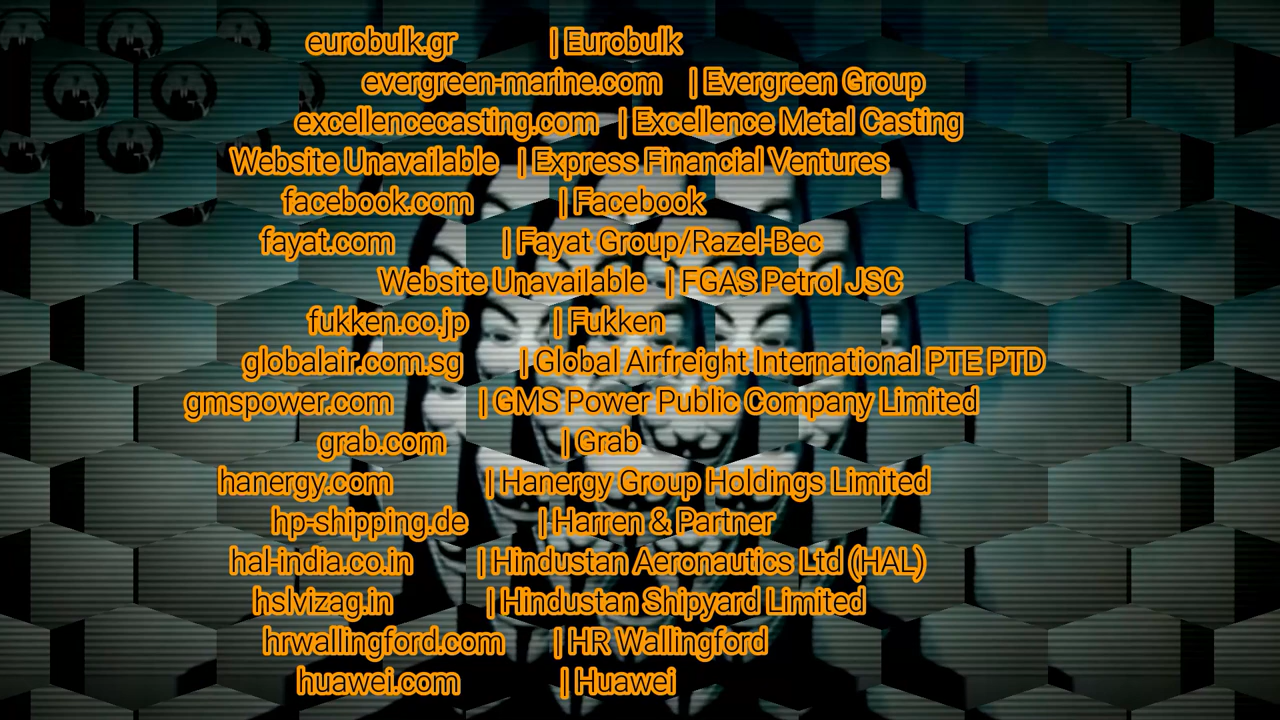 eurobulk.gr | Eurobulk
evergreen-marine.com | Evergreen Group
excellencecasting.com | Excellence Metal Casting
Website Unavailable | Express Financial Ventures
facebook.com | Facebook
fayat.com | Fayat Group/Razel-Bec
Website Unavailable | FGAS Petrol JSC
fukken.co.jp | Fukken
globalair.com.sg | Global Airfreight International PTE PTD
gmspower.com | GMS Power Public Company Limited
grab.com | Grab
hanergy.com | Hanergy Group Holdings Limited
hp-shipping.de | Harren & Partner
hal-india.co.in | Hindustan Aeronautics Ltd (HAL)
hslvizag.in | Hindustan Shipyard Limited
hrwallingford.com | HR Wallingford
huawei.com | Huawei